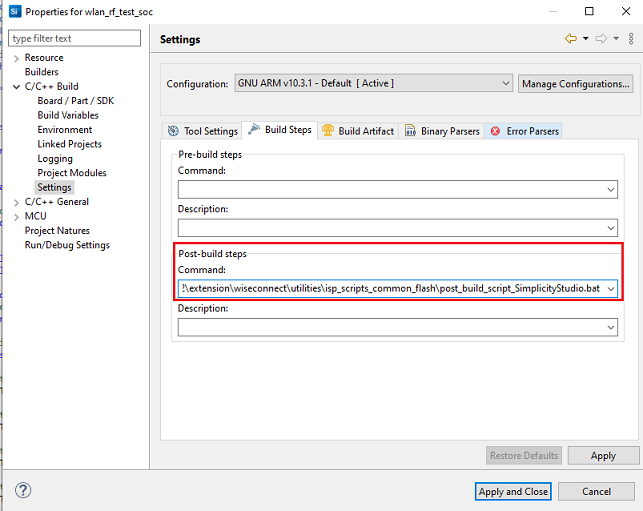 Si Properties for wlan_rf_test_soc
type filter text
Resource
Builders
C/C++ Build
Board / Part / SDK
Build Variables
Environment
Linked Projects
Logging
Project Modules
Settings
C/C++ General
MCU
Project Natures
Run/Debug Settings
Settings
Configuration: GNU ARM v10.3.1 - Default [ Active ] Manage Configurations...
Tool Settings Build Steps Build Artifact Binary Parsers Error Parsers
Pre-build steps
Command:
Description:
Post-build steps
Command:
\extension\wiseconnect\utilities\isp_scripts_common_flash\post_build_script_SimplicityStudio.bat
Description:
Restore Defaults Apply
? Apply and Close Cancel